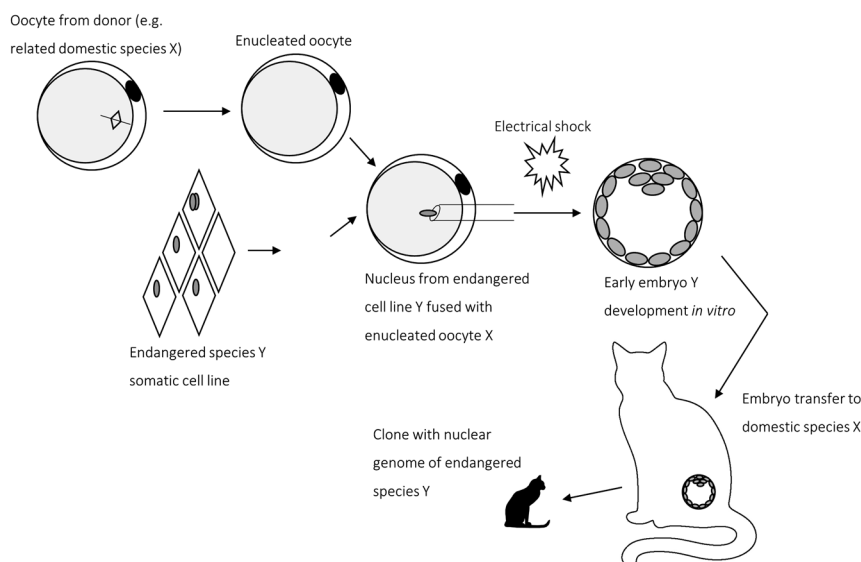 Oocyte from donor (e.g.
related domestic species X)
Enucleated oocyte
Electrical shock
Nucleus from endangered
cell line Y fused with
enucleated oocyte X
Early embryo Y
development in vitro
Endangered species Y
somatic cell line
Embryo transfer to
domestic species X
Clone with nuclear
genome of endangered
species Y